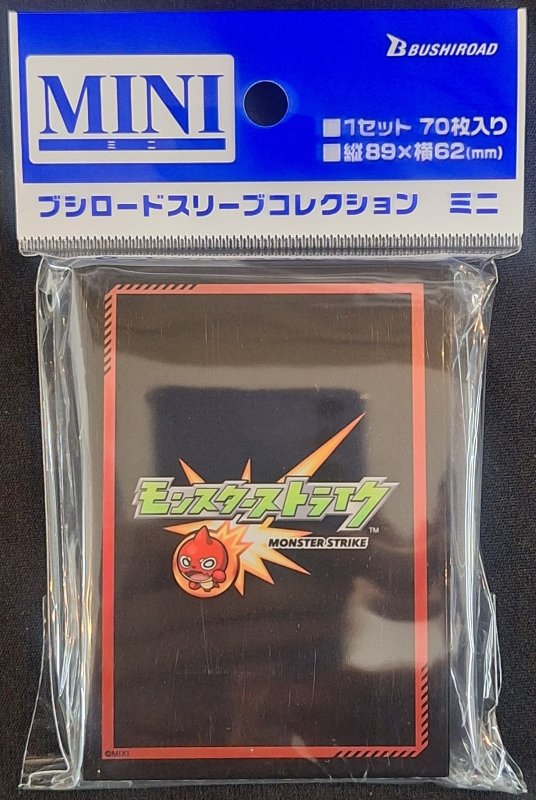 BUSHIROAD
MINI
ミニ
■1セット 70枚入り
■縦89×横62(mm)
ブシロードスリーブコレクション ミニ
モンスターストライク
TM
MONSTER STRIKE
©MIXI